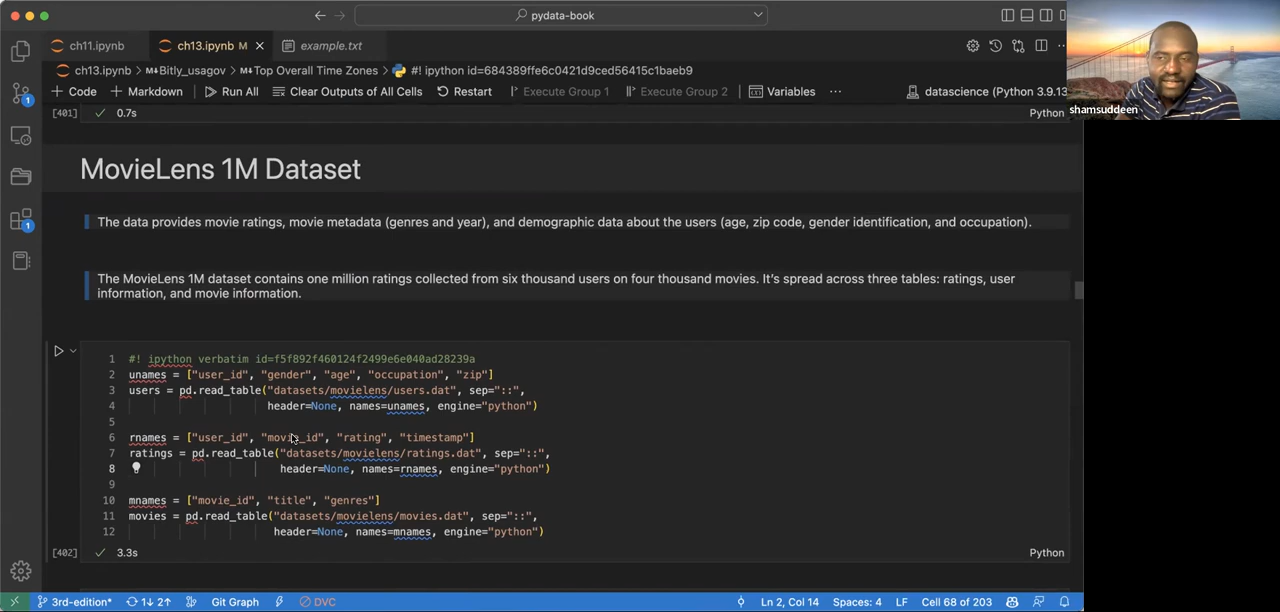 pydata-book
ch11.ipynb
ch13.ipynb M
example.txt
ch13.ipynb > M↓Bitly_usagov > M↓Top Overall Time Zones > #! ipython id=684389ffe6c0421d9ced56415c1baeb9
+ Code + Markdown Run All Clear Outputs of All Cells Restart Execute Group 1 Execute Group 2 Variables ··· datascience (Python 3.9.13
shamsuddeen
[401] 0.7s Python
MovieLens 1M Dataset
The data provides movie ratings, movie metadata (genres and year), and demographic data about the users (age, zip code, gender identification, and occupation).
The MovieLens 1M dataset contains one million ratings collected from six thousand users on four thousand movies. It’s spread across three tables: ratings, user
information, and movie information.
1 #! ipython verbatim id=f5f892f460124f2499e6e040ad28239a
2 unames = ["user_id", "gender", "age", "occupation", "zip"]
3 users = pd.read_table("datasets/movielens/users.dat", sep="::",
4 header=None, names=unames, engine="python")
5
6 rnames = ["user_id", "movie_id", "rating", "timestamp"]
7 ratings = pd.read_table("datasets/movielens/ratings.dat", sep="::",
8 header=None, names=rnames, engine="python")
9
10 mnames = ["movie_id", "title", "genres"]
11 movies = pd.read_table("datasets/movielens/movies.dat", sep="::",
12 header=None, names=mnames, engine="python")
[402] 3.3s Python
3rd-edition* 1↓ 2↑ Git Graph DVC Ln 2, Col 14 Spaces: 4 LF Cell 68 of 203